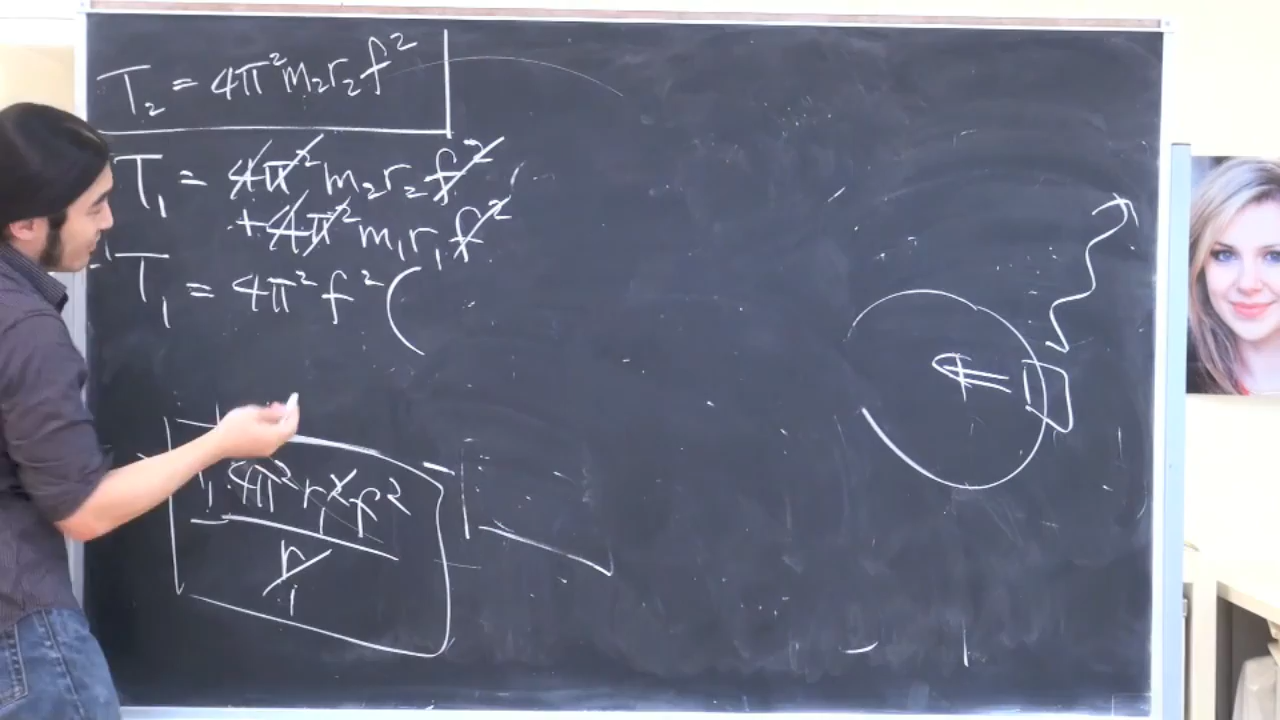 T₂ = 4π²m₂r₂f²
T₁ = 4π²m₂r₂f²
+4π²m₁r₁f²
T₁ = 4π²f²(
4π²r₁²f²
r₁